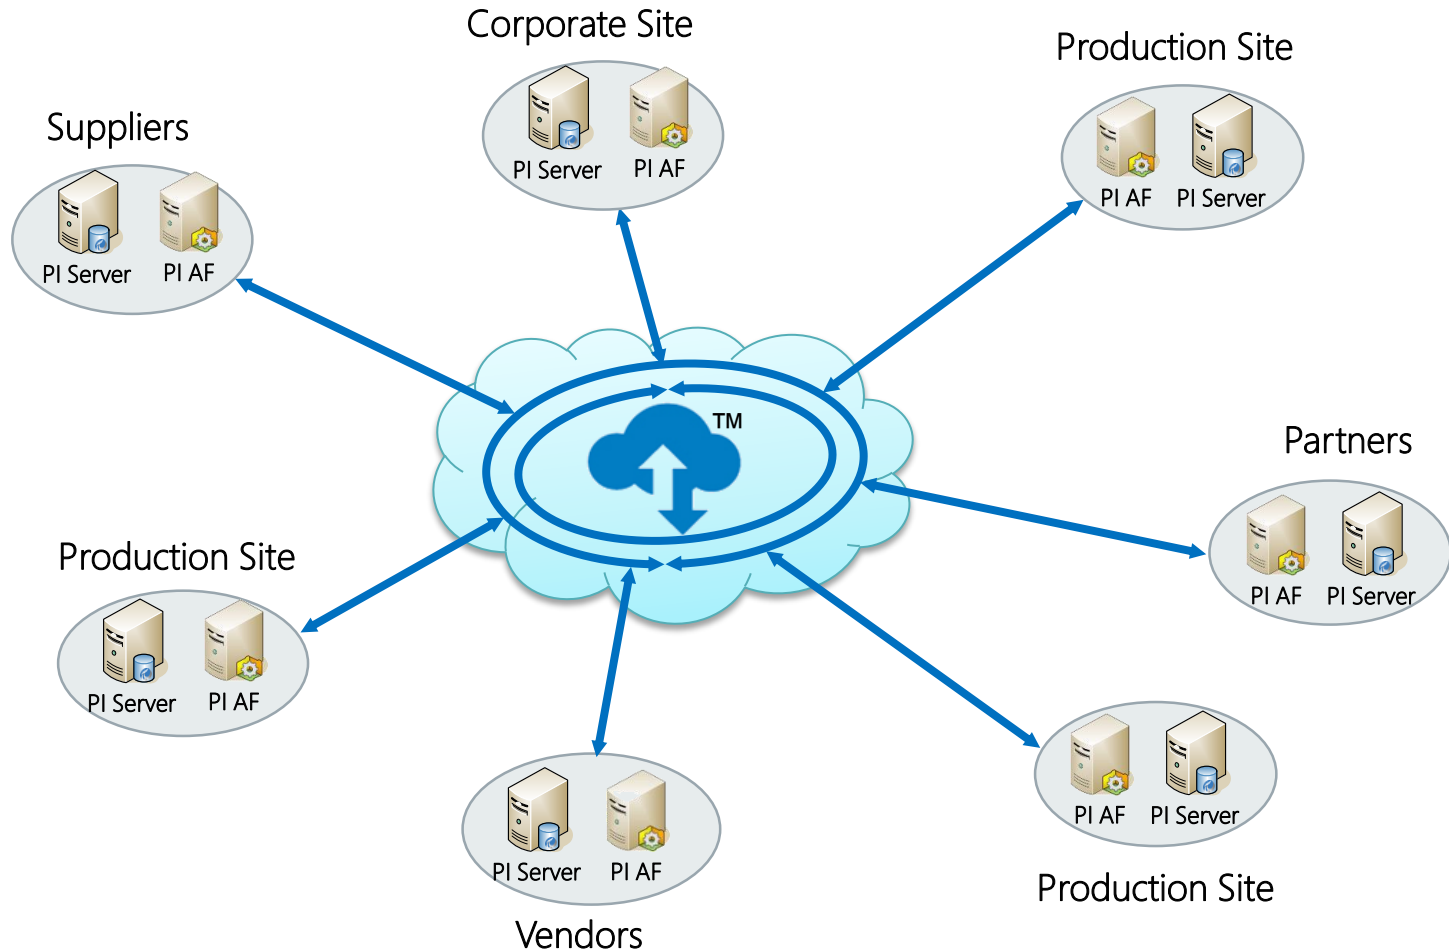 Corporate Site
PI Server PI AF
Production Site
PI AF PI Server
Suppliers
PI Server PI AF
TM
Partners
PI AF PI Server
Production Site
PI Server PI AF
PI AF PI Server
Production Site
PI Server PI AF
Vendors